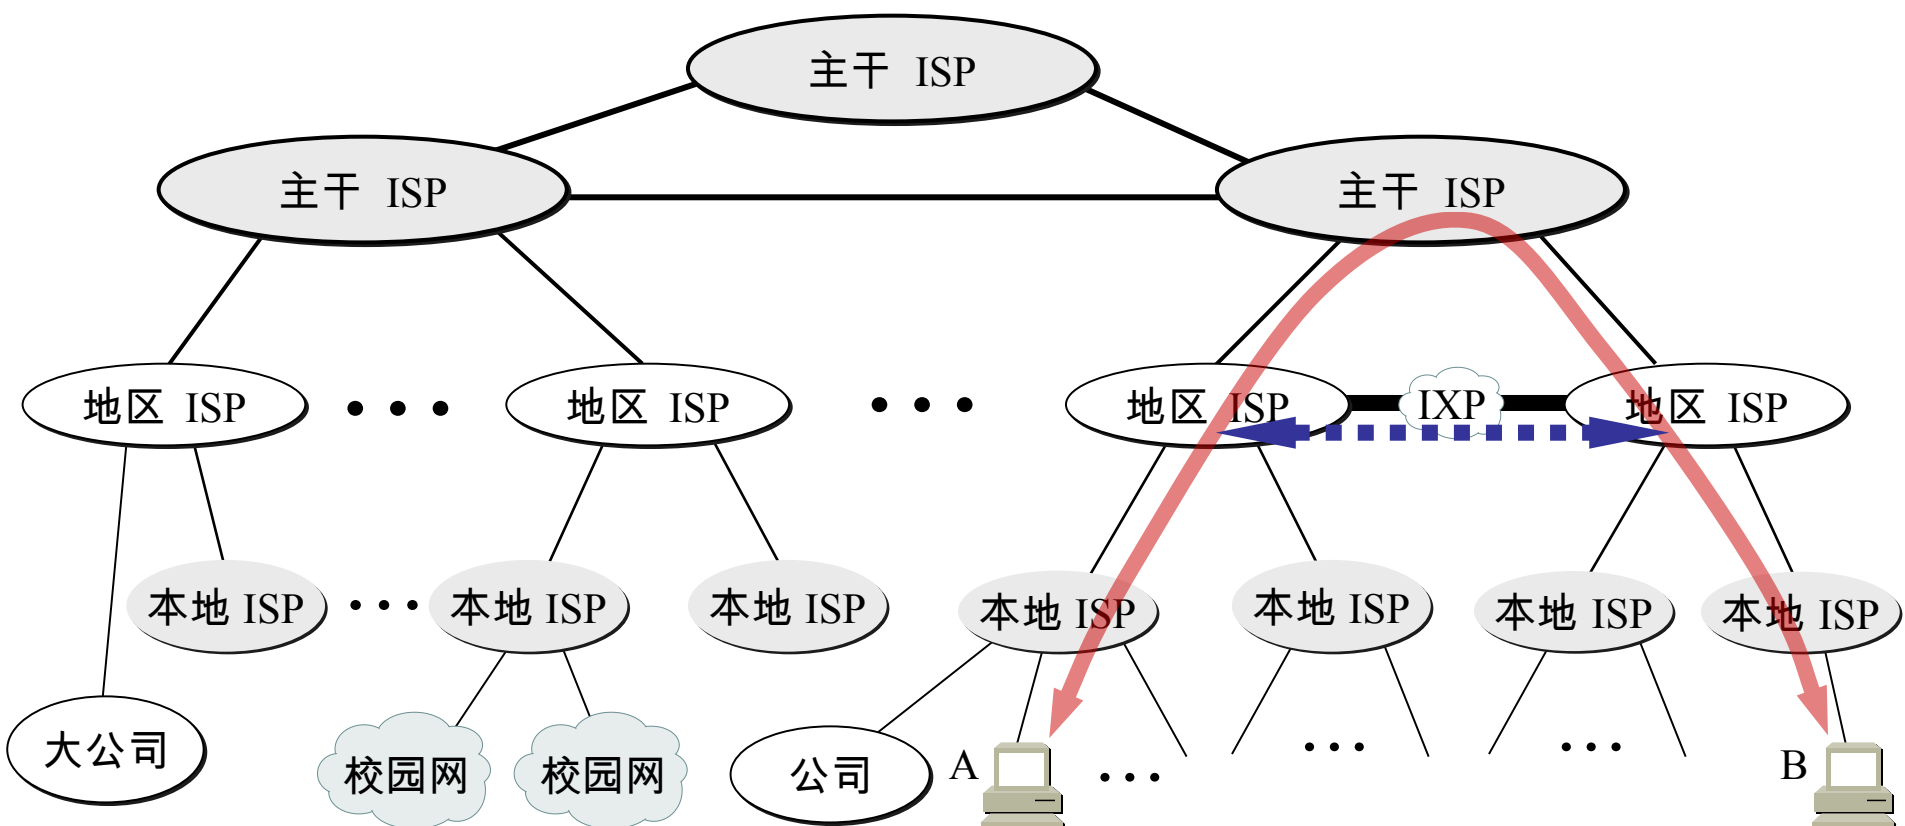 主干 ISP
主干 ISP
主干 ISP
地区 ISP
地区 ISP
地区 ISP
IXP
地区 ISP
本地 ISP
本地 ISP
本地 ISP
本地 ISP
本地 ISP
本地 ISP
本地 ISP
大公司
校园网
校园网
公司
A
B